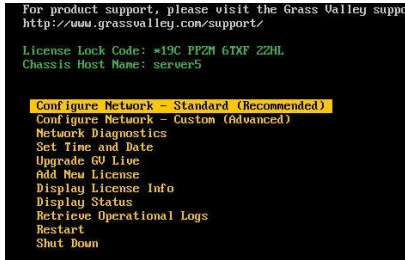 For product support, please visit the Grass Valley suppo
http://www.grassvalley.com/support/
License Lock Code: *19C PPZM 6TXF 2ZHL
Chassis Host Name: server5
Configure Network - Standard (Recommended)
Configure Network - Custom (Advanced)
Network Diagnostics
Set Time and Date
Upgrade GV Live
Add New License
Display License Info
Display Status
Retrieve Operational Logs
Restart
Shut Down